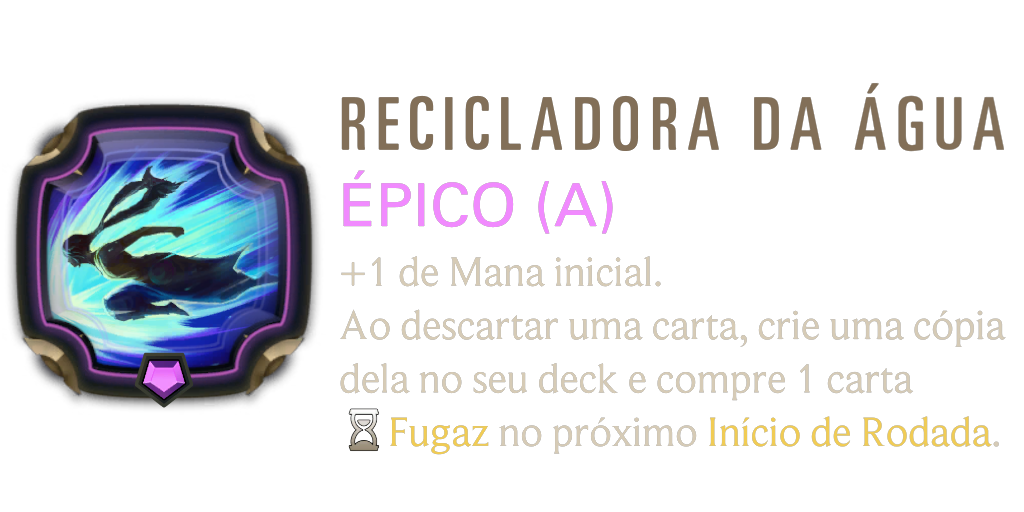 RECICLADORA DA ÁGUA
ÉPICO (A)
+1 de Mana inicial.
Ao descartar uma carta, crie uma cópia
dela no seu deck e compre 1 carta
Fugaz no próximo Início de Rodada.